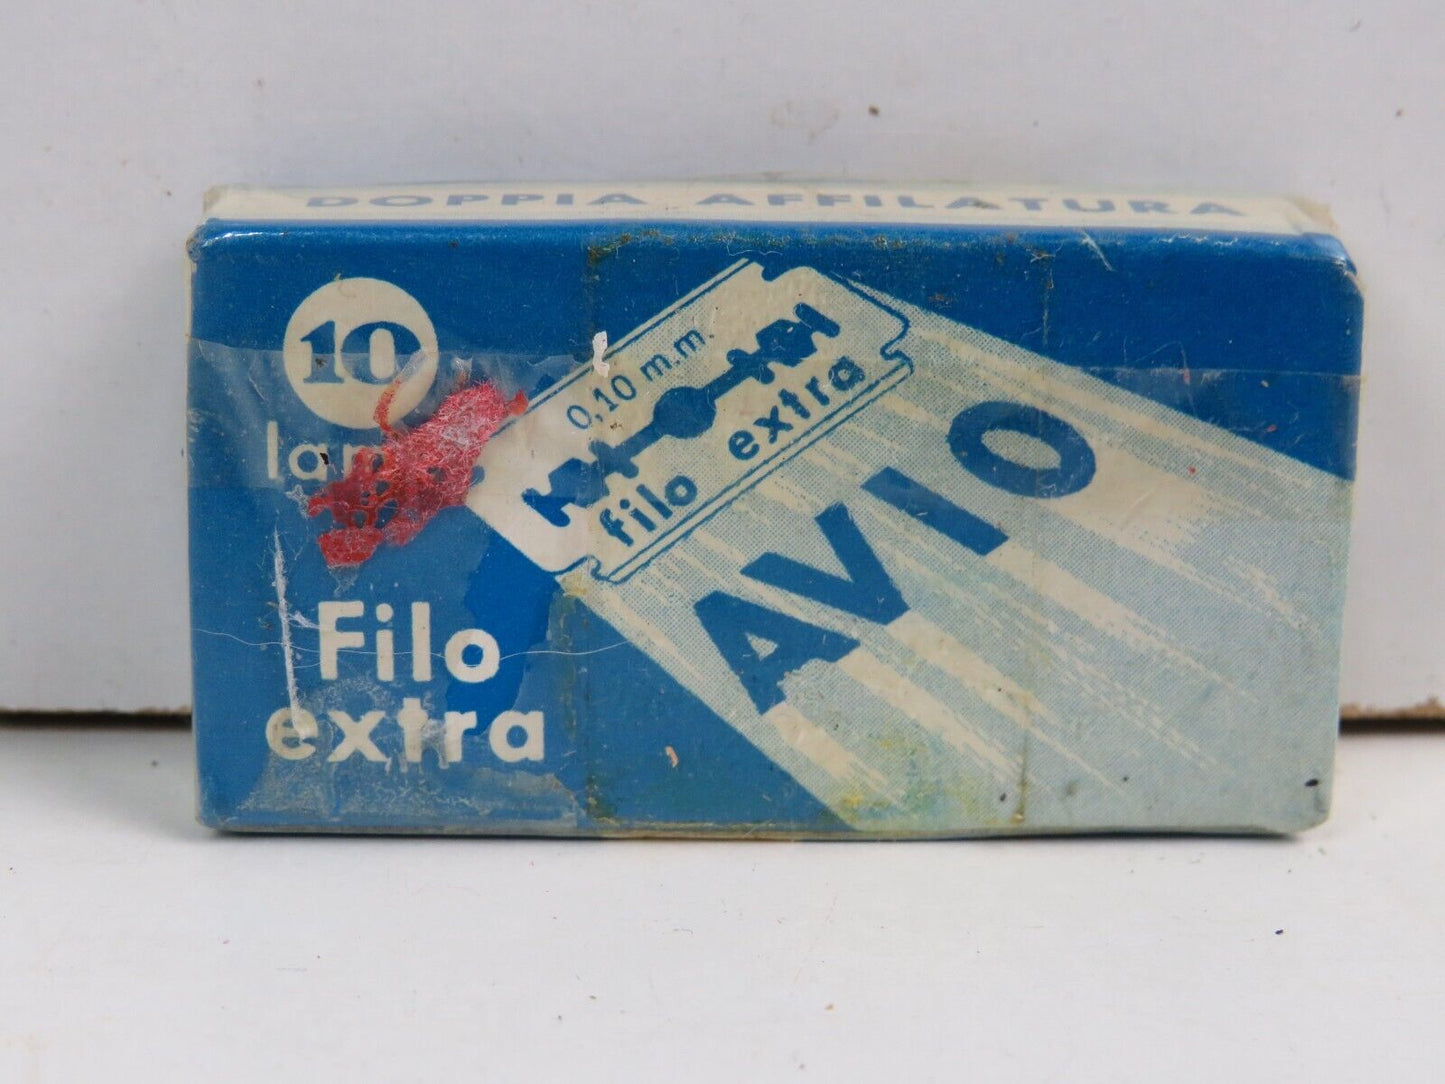 DOPPIA AFFILATURA
10
0,10 m.m.
filo extra
AVIO
Filo
extra